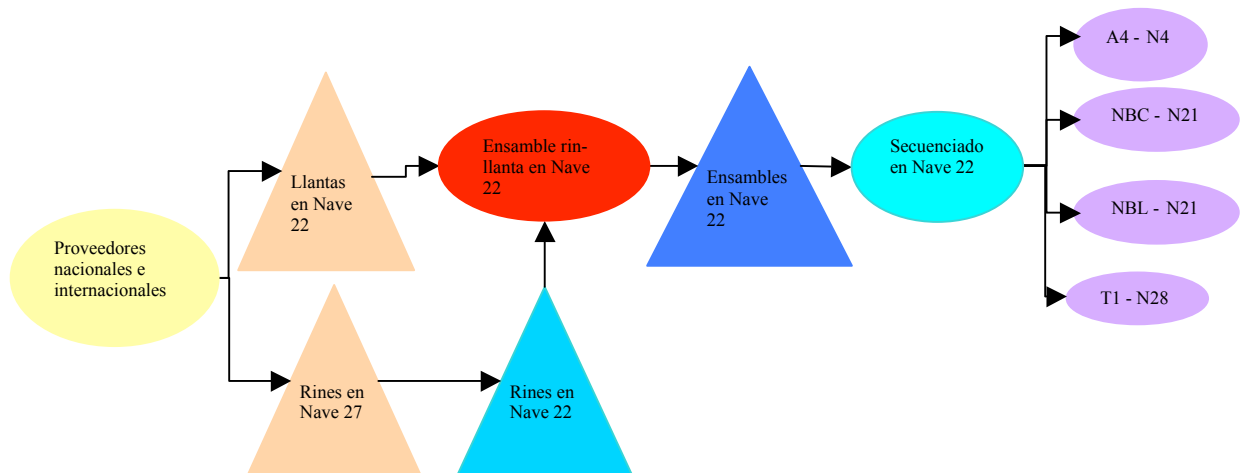 Proveedores
nacionales e
internacionales
Llantas
en Nave
22
Rines en
Nave 27
Ensamble rin-
llanta en Nave
22
Rines en
Nave 22
Ensambles
en Nave
22
Secuenciado
en Nave 22
A4 - N4
NBC - N21
NBL - N21
T1 - N28